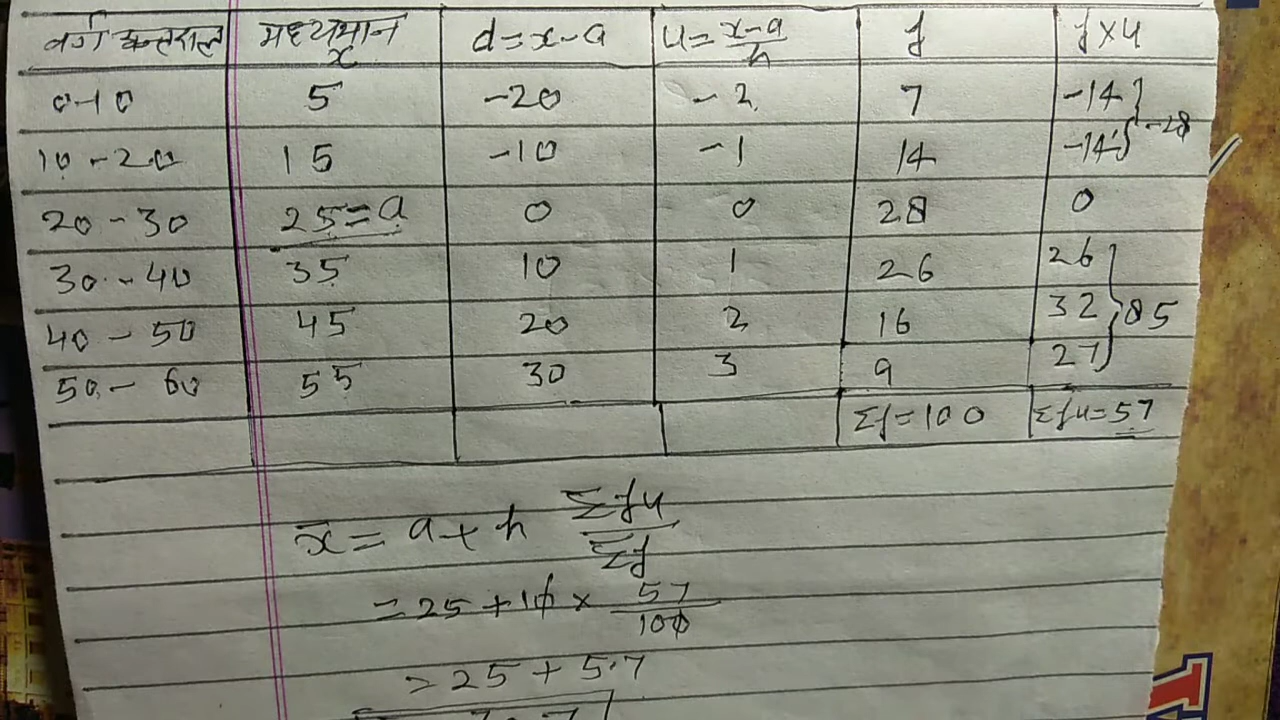 वर्ग अन्तराल मध्यमान x d=x-a u=x-a/h f f×u
0-10 5 -20 -2 7 -14
10-20 15 -10 -1 14 -14 -28
20-30 25=a 0 0 28 0
30-40 35 10 1 26 26
40-50 45 20 2 16 32 85
50-60 55 30 3 9 27
Σf=100 Σfu=57
x̄=a+h Σfu/Σf
=25+10×57/100
=25+5.7